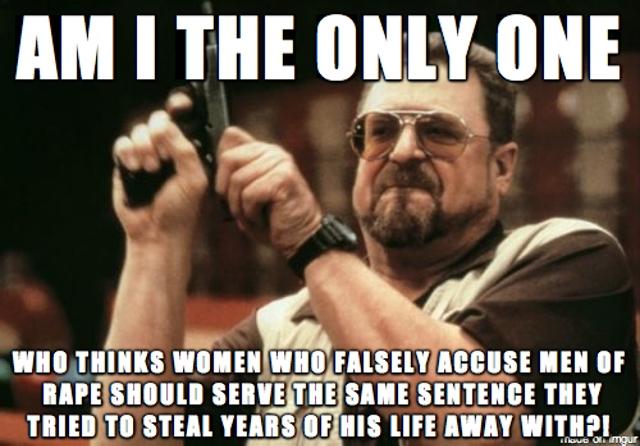 AM I THE ONLY ONE
WHO THINKS WOMEN WHO FALSELY ACCUSE MEN OF
RAPE SHOULD SERVE THE SAME SENTENCE THEY
TRIED TO STEAL YEARS OF HIS LIFE AWAY WITH?!
made on imgur